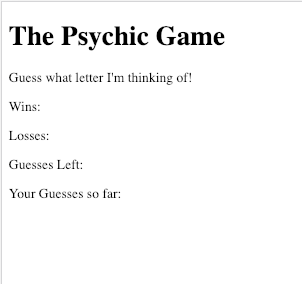 The Psychic Game
Guess what letter I'm thinking of!
Wins:
Losses:
Guesses Left:
Your Guesses so far: